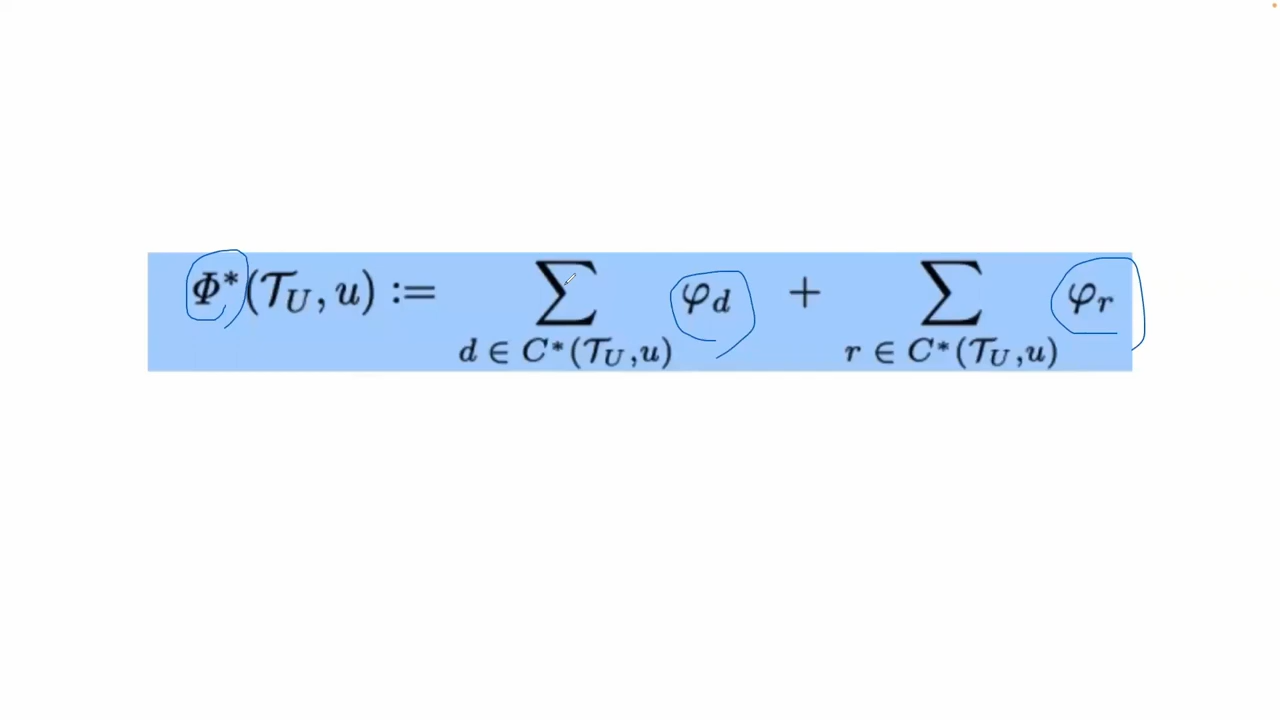 Φ*(𝒯_U, u) := ∑ φ_d + ∑ φ_r
d ∈ C*(𝒯_U,u) r ∈ C*(𝒯_U,u)